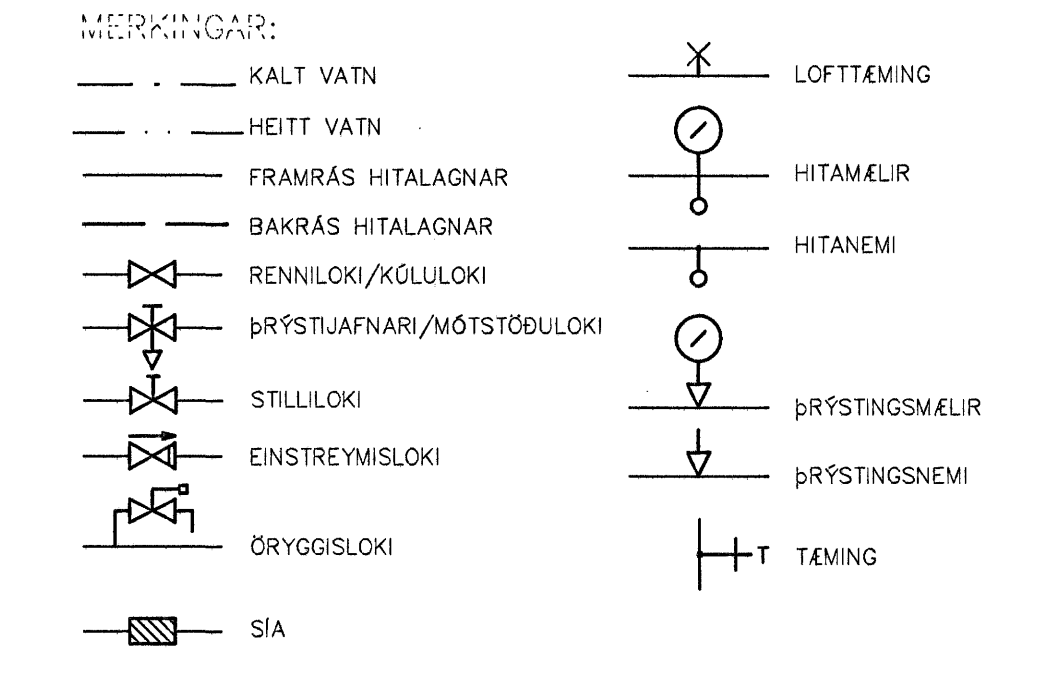 MERKINGAR:
KALT VATN
HEITT VATN
FRAMRÁS HITALAGNAR
BAKRÁS HITALAGNAR
RENNILOKI/KÚLULOKI
ÞRÝSTIJAFNARI/MÓTSTÖÐULOKI
STILLILOKI
EINSTREYMISLOKI
ÖRYGGISLOKI
SÍA
LOFTTÆMING
HITAMÆLIR
HITANEMI
ÞRÝSTINGSMÆLIR
ÞRÝSTINGSNEMI
T TÆMING